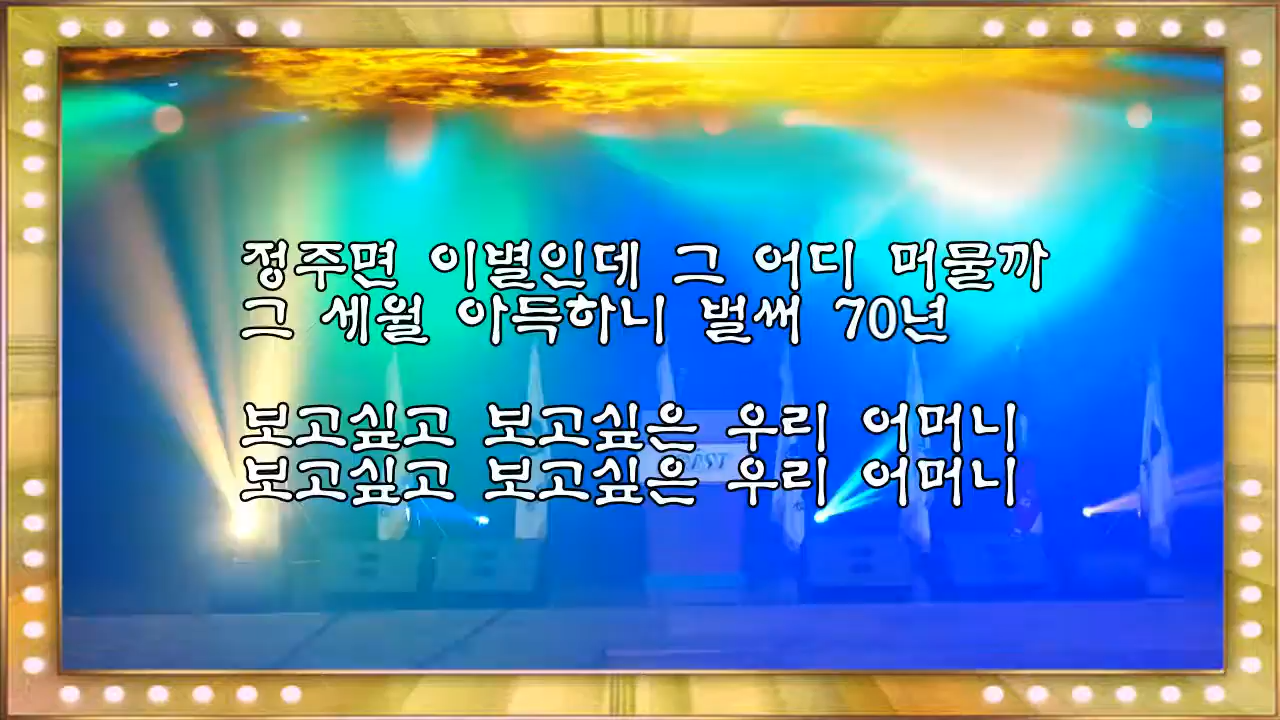 정주면 이별인데 그 어디 머물까
그 세월 아득하니 벌써 70년
보고싶고 보고싶은 우리 어머니
보고싶고 보고싶은 우리 어머니